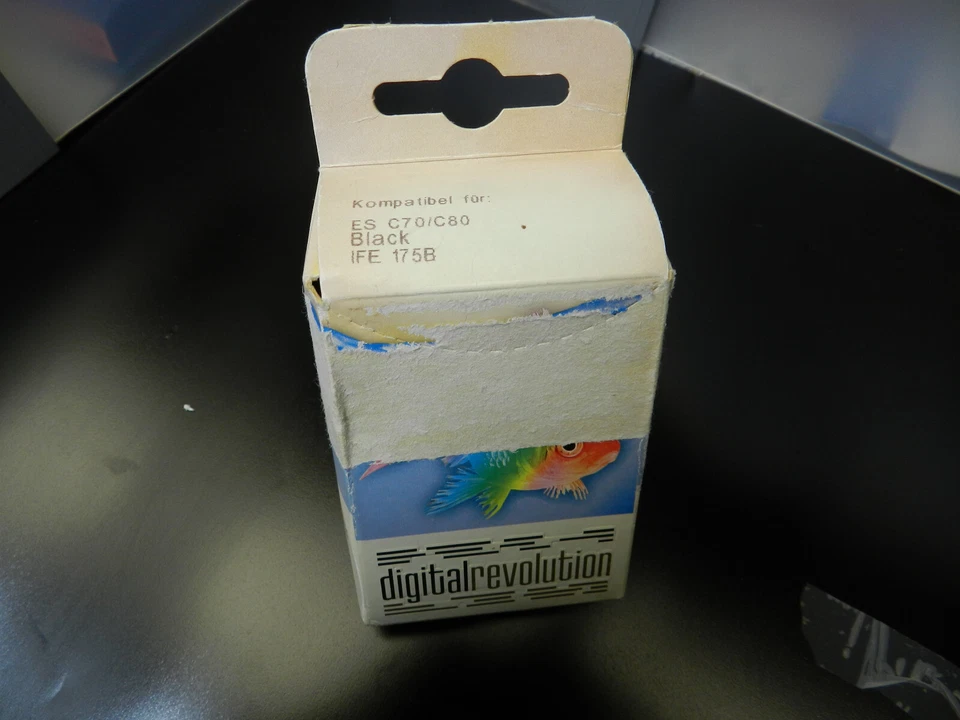 Kompatibel für:
ES C70/C80
Black
IFE 175B
digitalrevolution